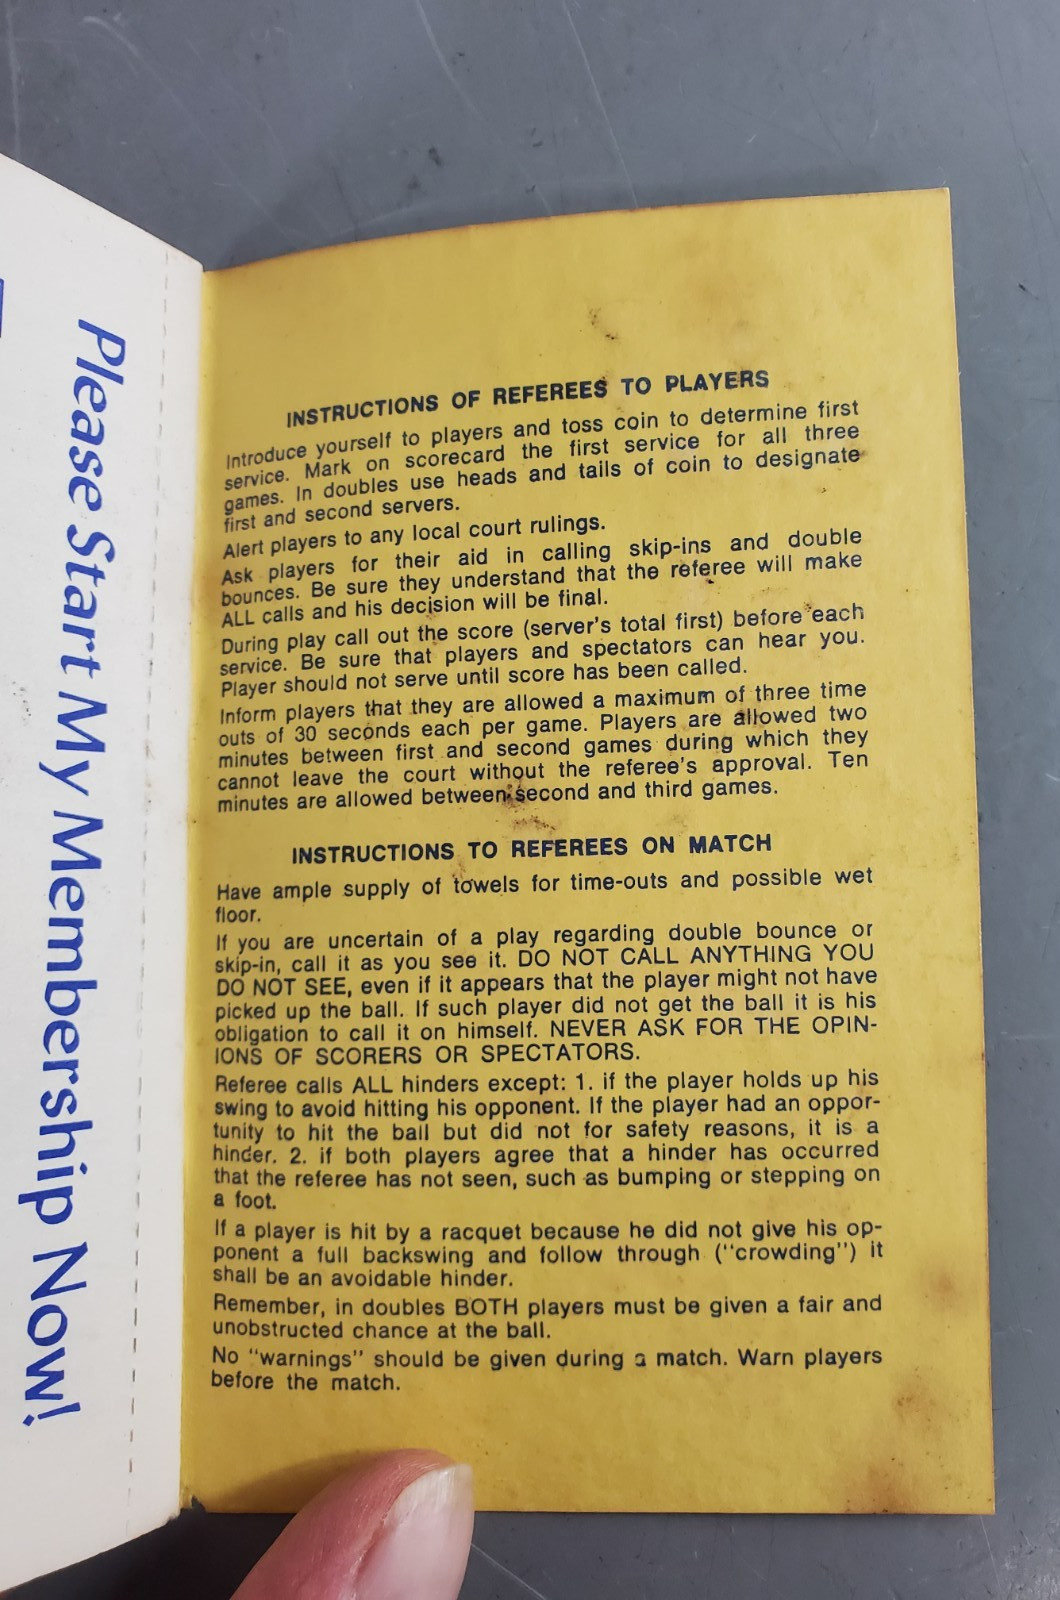 Please Start My Membership Now!
INSTRUCTIONS OF REFEREES TO PLAYERS
Introduce yourself to players and toss coin to determine first
service. Mark on scorecard the first service for all three
games. In doubles use heads and tails of coin to designate
first and second servers.
Alert players to any local court rulings.
Ask players for their aid in calling skip-ins and double
bounces. Be sure they understand that the referee will make
ALL calls and his decision will be final.
During play call out the score (server's total first) before each
service. Be sure that players and spectators can hear you.
Player should not serve until score has been called.
Inform players that they are allowed a maximum of three time
outs of 30 seconds each per game. Players are allowed two
minutes between first and second games during which they
cannot leave the court without the referee's approval. Ten
minutes are allowed between second and third games.
INSTRUCTIONS TO REFEREES ON MATCH
Have ample supply of towels for time-outs and possible wet
floor.
If you are uncertain of a play regarding double bounce or
skip-in, call it as you see it. DO NOT CALL ANYTHING YOU
DO NOT SEE, even if it appears that the player might not have
picked up the ball. If such player did not get the ball it is his
obligation to call it on himself. NEVER ASK FOR THE OPIN-
IONS OF SCORERS OR SPECTATORS.
Referee calls ALL hinders except: 1. if the player holds up his
swing to avoid hitting his opponent. If the player had an oppor-
tunity to hit the ball but did not for safety reasons, it is a
hinder. 2. if both players agree that a hinder has occurred
that the referee has not seen, such as bumping or stepping on
a foot.
If a player is hit by a racquet because he did not give his op-
ponent a full backswing and follow through ("crowding") it
shall be an avoidable hinder.
Remember, in doubles BOTH players must be given a fair and
unobstructed chance at the ball.
No "warnings" should be given during a match. Warn players
before the match.